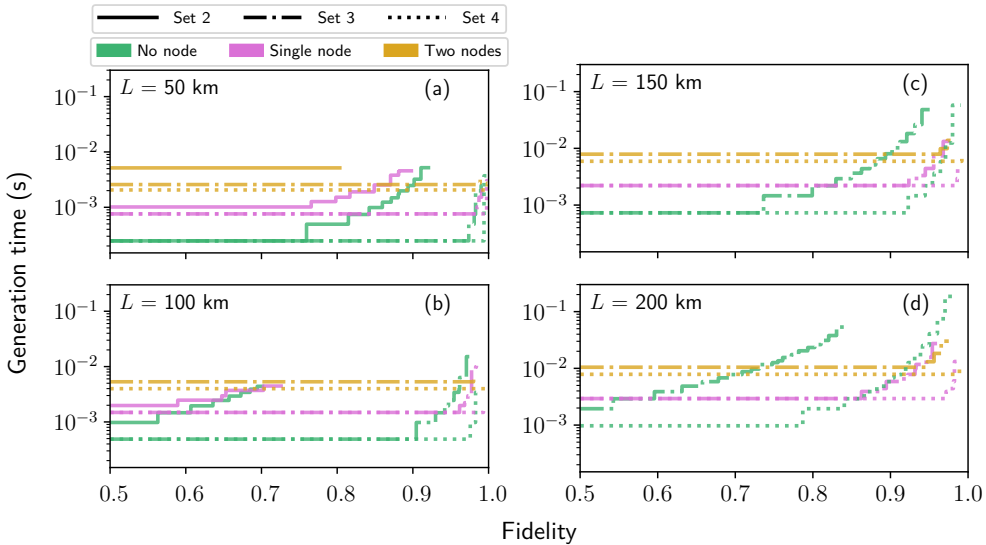 Set 2 Set 3 Set 4
No node Single node Two nodes
L = 50 km (a)
10⁻¹
10⁻²
10⁻³
L = 150 km (c)
10⁻¹
10⁻²
10⁻³
Generation time (s)
L = 100 km (b)
10⁻¹
10⁻²
10⁻³
0.5 0.6 0.7 0.8 0.9 1.0
L = 200 km (d)
10⁻¹
10⁻²
10⁻³
0.5 0.6 0.7 0.8 0.9 1.0
Fidelity